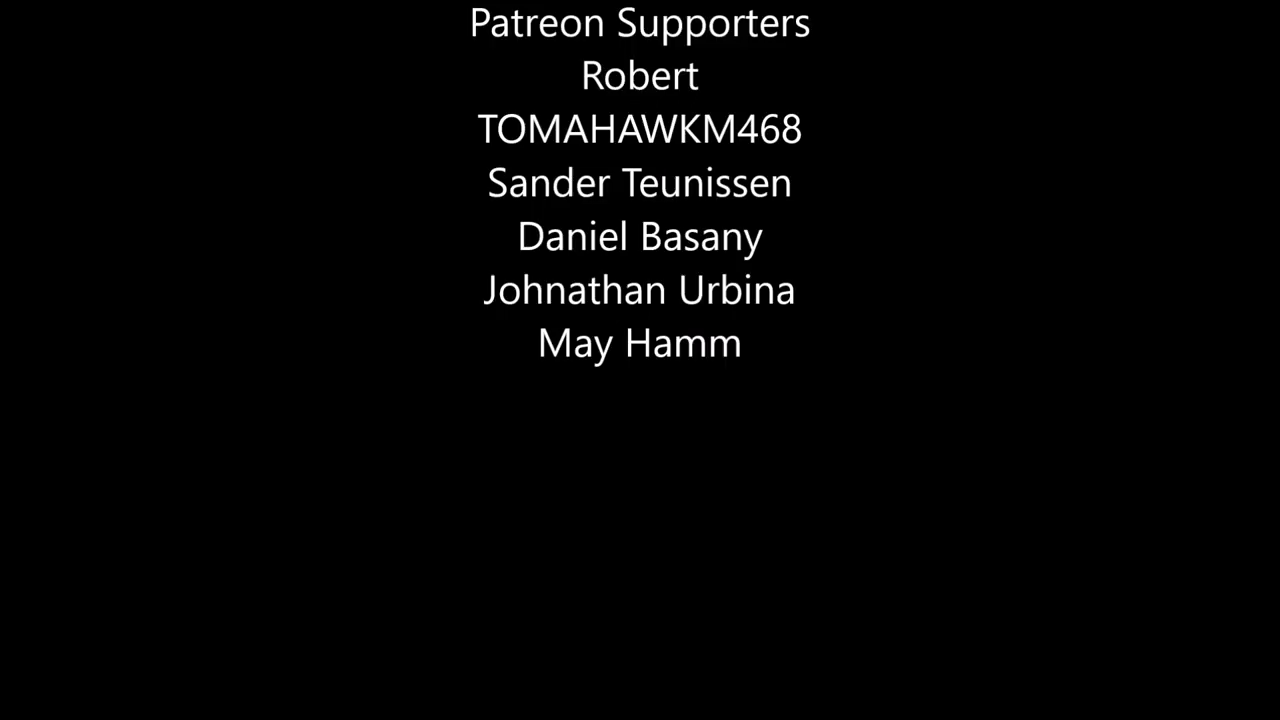 Patreon Supporters
Robert
TOMAHAWKM468
Sander Teunissen
Daniel Basany
Johnathan Urbina
May Hamm